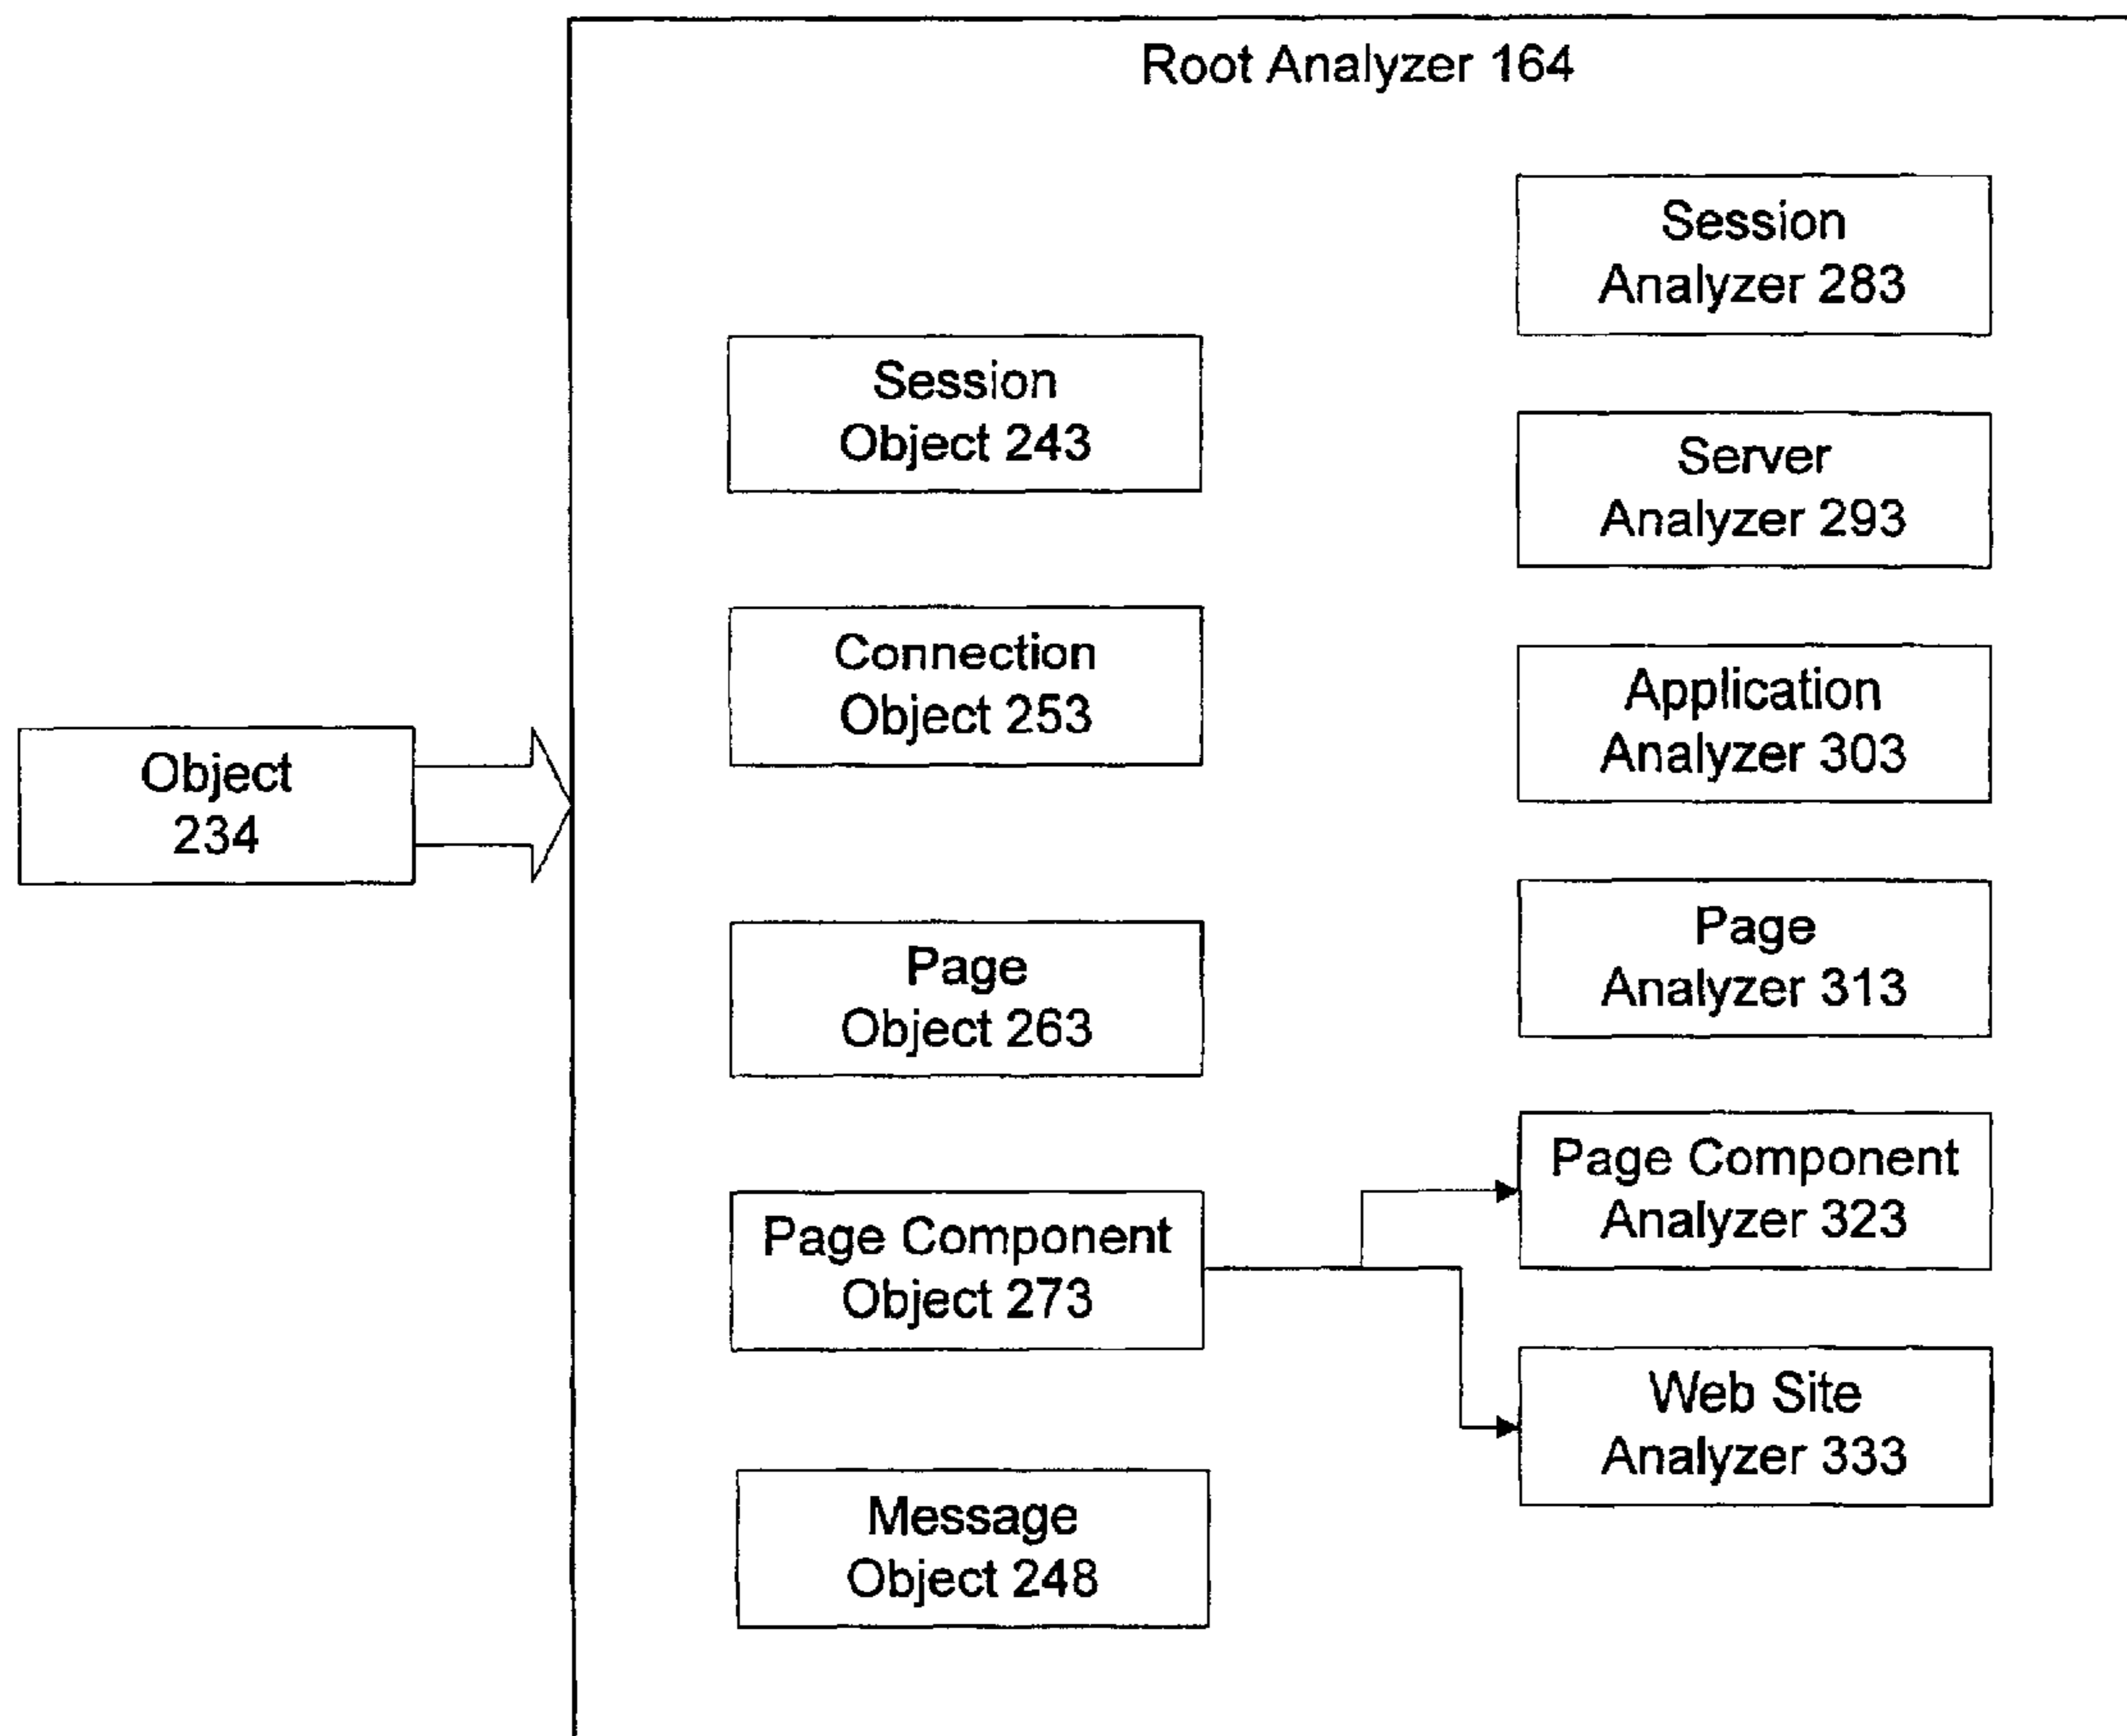 Root Analyzer 164
Object
234
Session
Object 243
Connection
Object 253
Page
Object 263
Page Component
Object 273
Message
Object 248
Session
Analyzer 283
Server
Analyzer 293
Application
Analyzer 303
Page
Analyzer 313
Page Component
Analyzer 323
Web Site
Analyzer 333